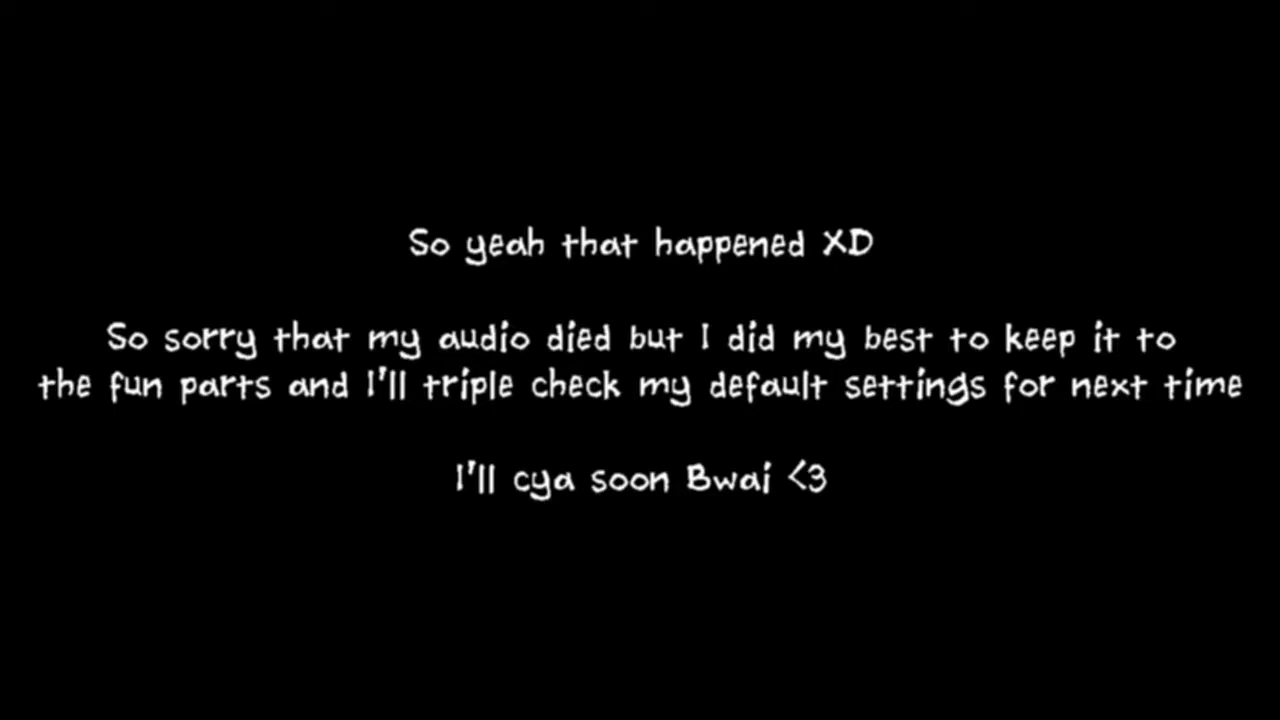 So yeah that happened XD
So sorry that my audio died but I did my best to keep it to
the fun parts and I'll triple check my default settings for next time
I'll cya soon Bwai <3